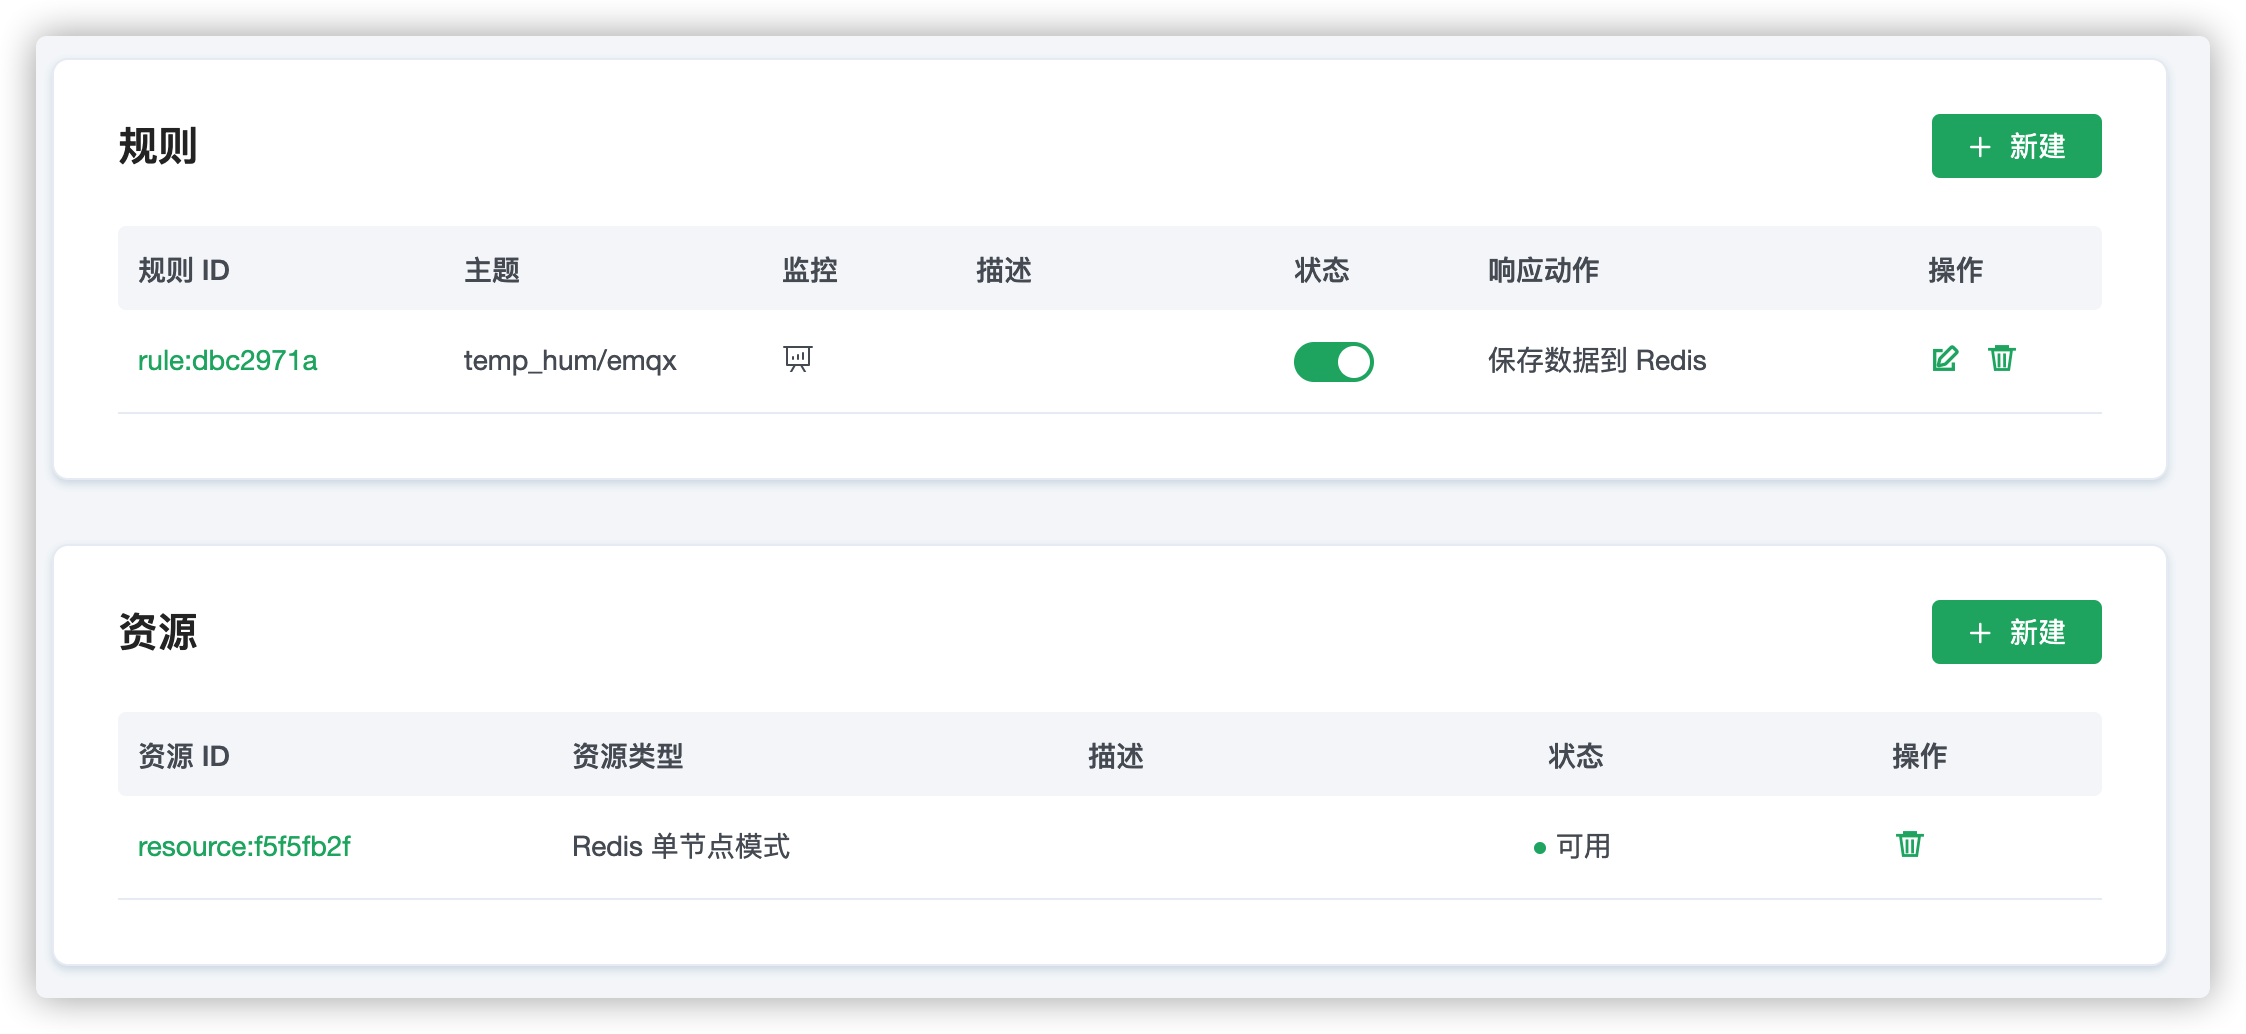 规则
+ 新建
规则 ID 主题 监控 描述 状态 响应动作 操作
rule:dbc2971a temp_hum/emqx 保存数据到 Redis
资源
+ 新建
资源 ID 资源类型 描述 状态 操作
resource:f5f5fb2f Redis 单节点模式 可用